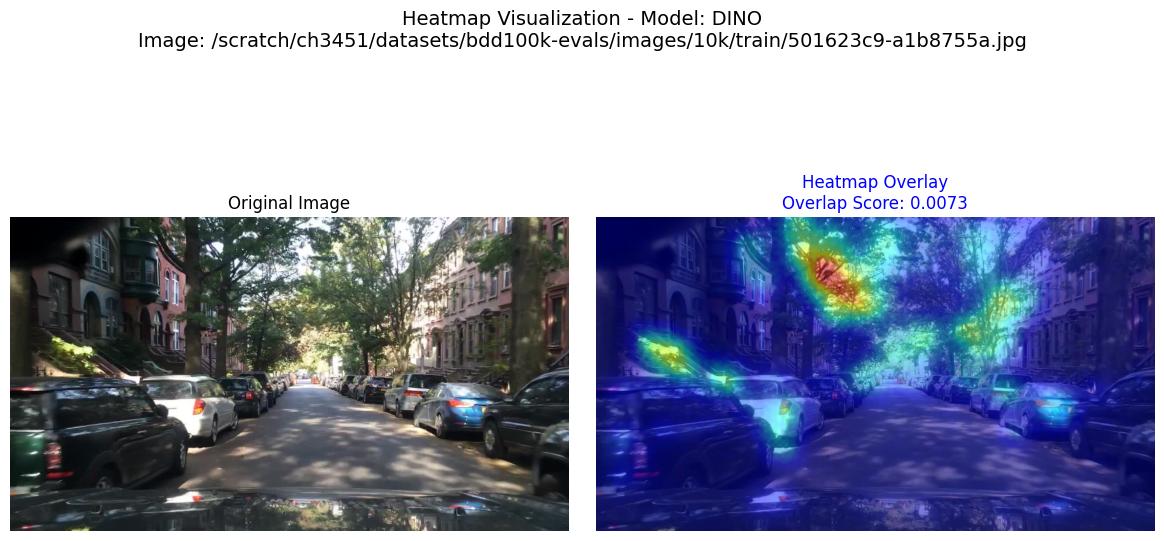 Heatmap Visualization - Model: DINO
Image: /scratch/ch3451/datasets/bdd100k-evals/images/10k/train/501623c9-a1b8755a.jpg
Original Image
Heatmap Overlay
Overlap Score: 0.0073